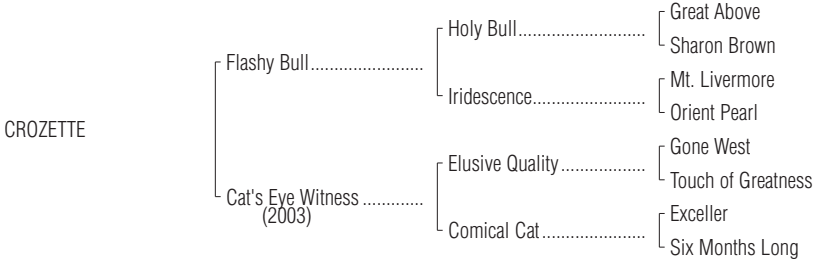 Great Above
Holy Bull...........................
Sharon Brown
Flashy Bull........................
Mt. Livermore
Iridescence........................
Orient Pearl
CROZETTE
Gone West
Elusive Quality..................
Touch of Greatness
Cat's Eye Witness .............
(2003)
Exceller
Comical Cat......................
Six Months Long